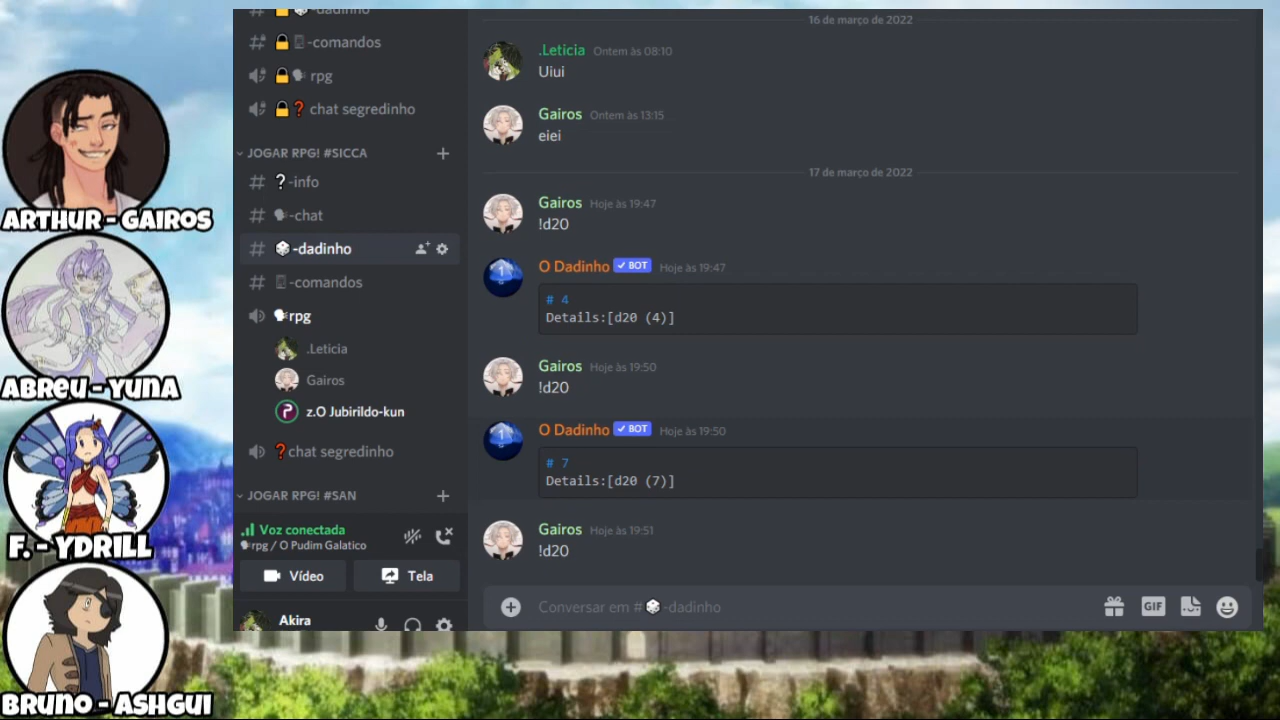 -dadinho
-comandos
rpg
chat segredinho
JOGAR RPG! #SICCA
-info
-chat
-dadinho
-comandos
rpg
.Leticia
Gairos
z.O Jubirildo-kun
chat segredinho
JOGAR RPG! #SAN
Voz conectada
rpg / O Pudim Galatico
Vídeo
Tela
Akira
16 de março de 2022
.Leticia Ontem às 08:10
Uiui
Gairos Ontem às 13:15
eiei
17 de março de 2022
Gairos Hoje às 19:47
!d20
O Dadinho BOT Hoje às 19:47
# 4
Details:[d20 (4)]
Gairos Hoje às 19:50
!d20
O Dadinho BOT Hoje às 19:50
# 7
Details:[d20 (7)]
Gairos Hoje às 19:51
!d20
Conversar em # -dadinho
GIF
ARTHUR - GAIROS
ABREU - YUNA
F. - YDRILL
BRUNO - ASHGUI